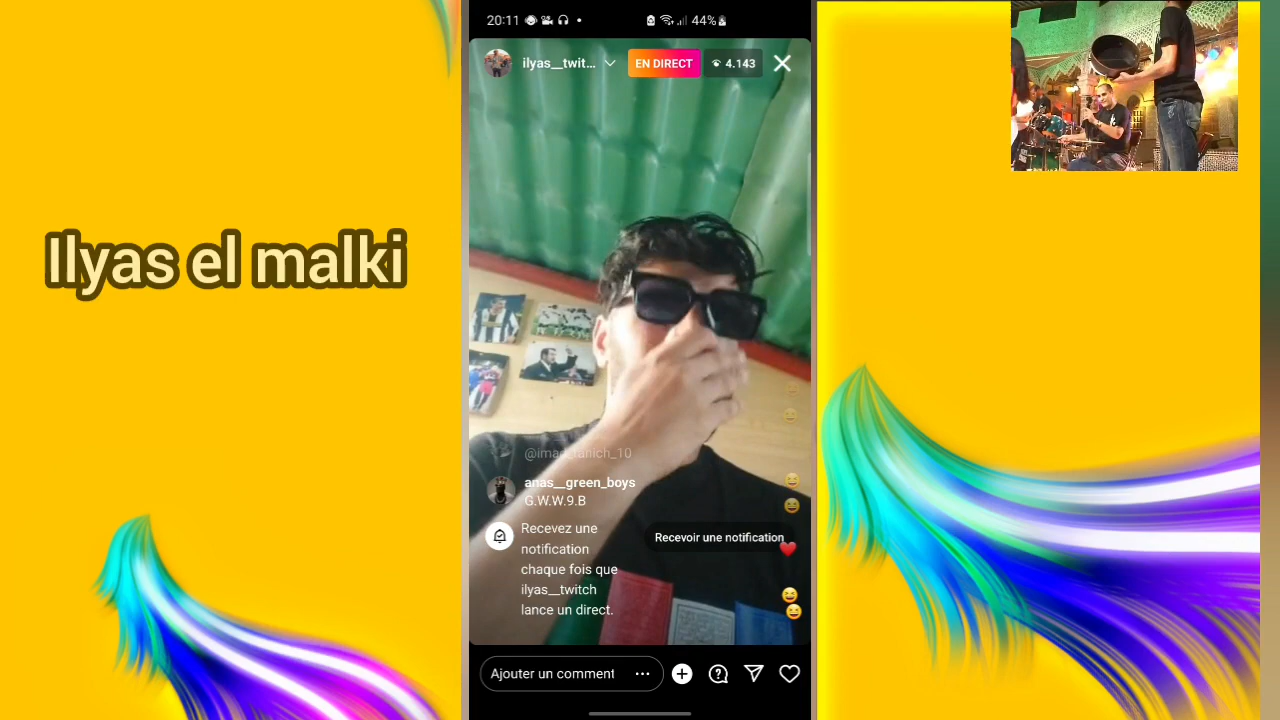 20:11
44%
ilyas__twit...
EN DIRECT
4.143
Ilyas el malki
anas__green_boys
G.W.W.9.B
Recevez une
notification
chaque fois que
ilyas__twitch
lance un direct.
Recevoir une notification
Ajouter un comment